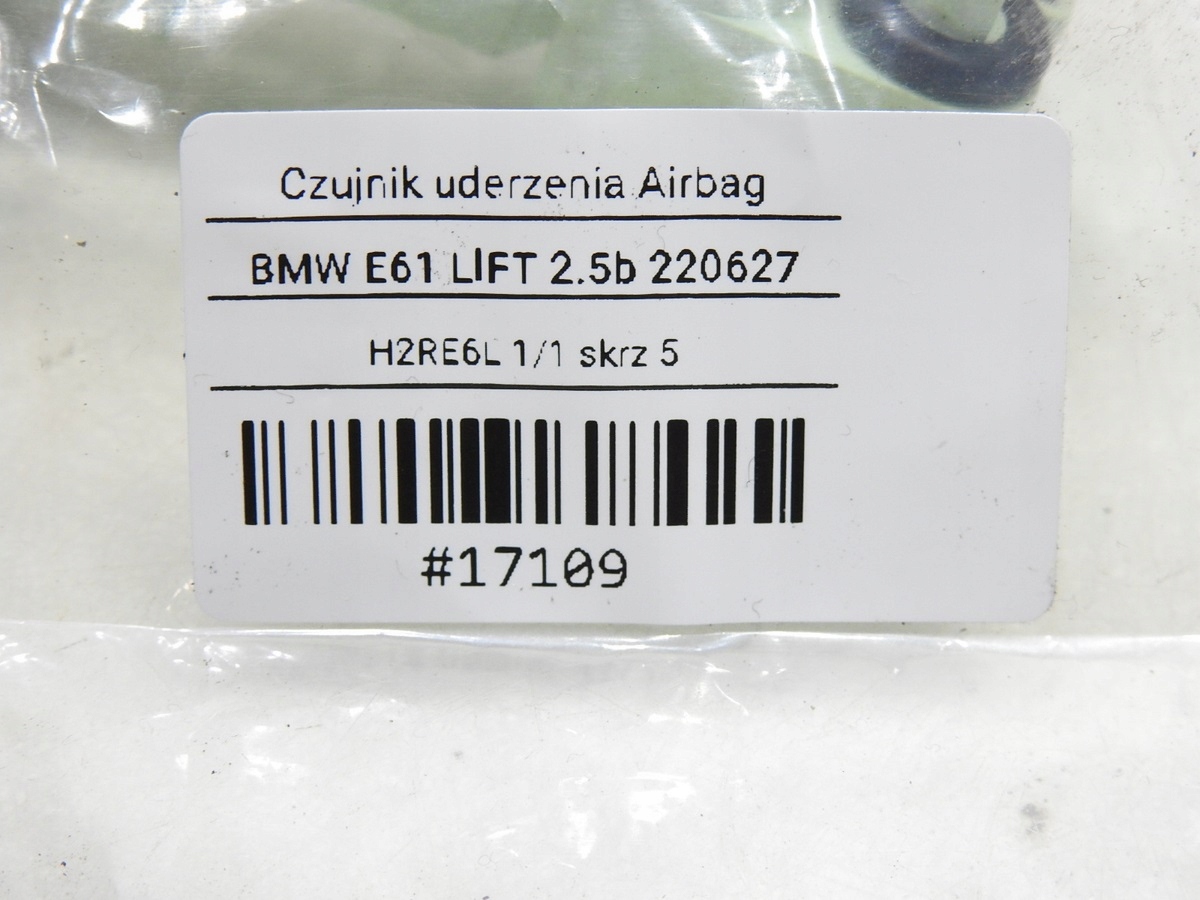 Czujnik uderzenia Airbag
BMW E61 LIFT 2.5b 220627
H2RE6L 1/1 skrz 5
#17109